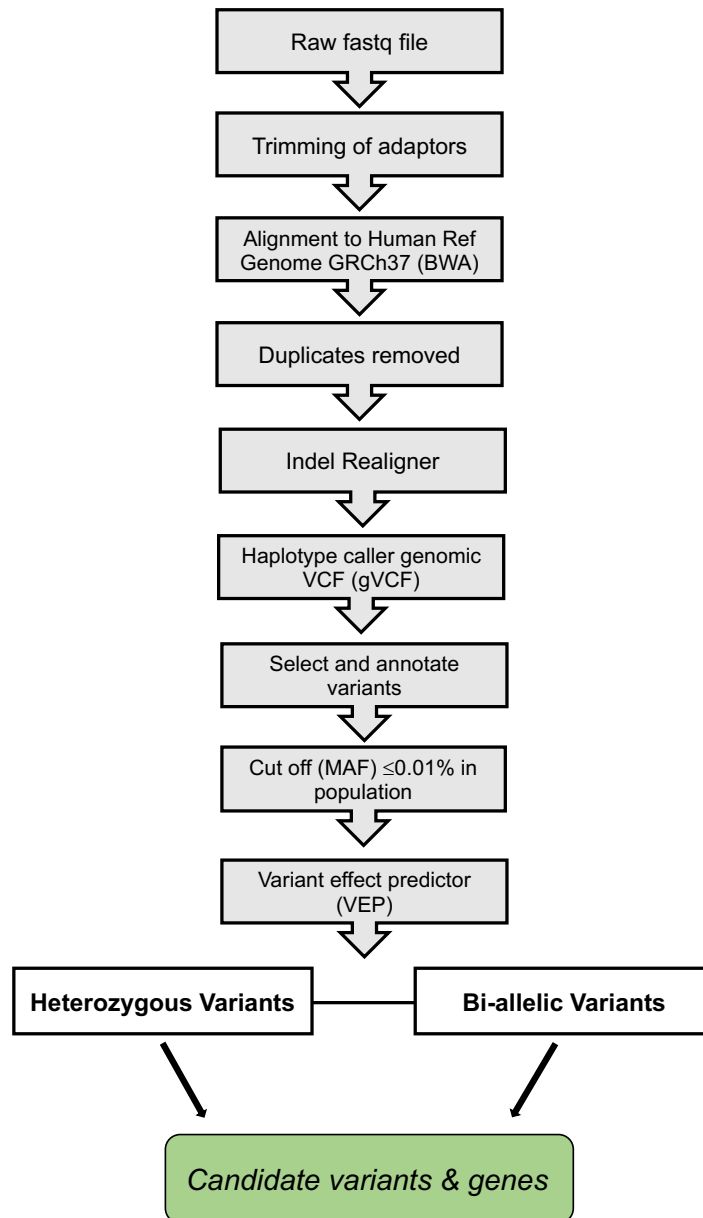 Raw fastq file
Trimming of adaptors
Alignment to Human Ref
Genome GRCh37 (BWA)
Duplicates removed
Indel Realigner
Haplotype caller genomic
VCF (gVCF)
Select and annotate
variants
Cut off (MAF) ≤0.01% in
population
Variant effect predictor
(VEP)
Heterozygous Variants
Bi-allelic Variants
Candidate variants & genes